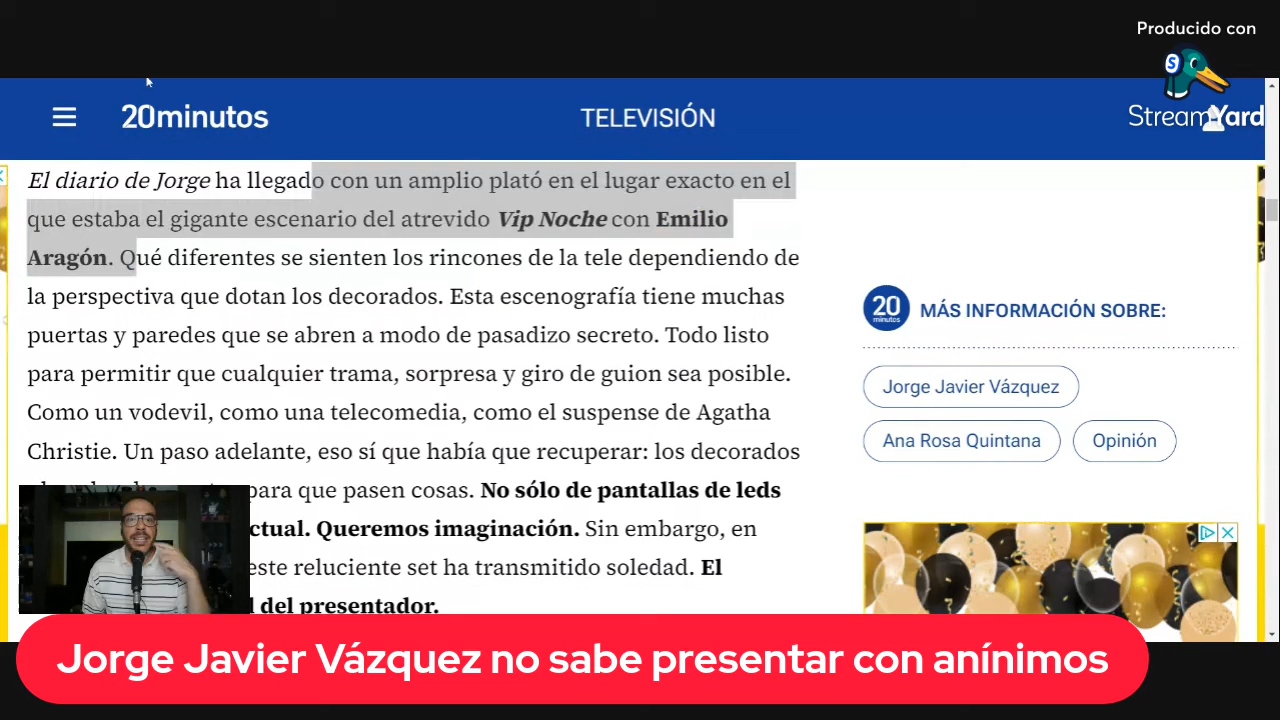 Producido con
StreamYard
20minutos
TELEVISIÓN
El diario de Jorge ha llegado con un amplio plató en el lugar exacto en el
que estaba el gigante escenario del atrevido Vip Noche con Emilio
Aragón. Qué diferentes se sienten los rincones de la tele dependiendo de
la perspectiva que dotan los decorados. Esta escenografía tiene muchas
puertas y paredes que se abren a modo de pasadizo secreto. Todo listo
para permitir que cualquier trama, sorpresa y giro de guion sea posible.
Como un vodevil, como una telecomedia, como el suspense de Agatha
Christie. Un paso adelante, eso sí que había que recuperar: los decorados
para que pasen cosas. No sólo de pantallas de leds
ctual. Queremos imaginación. Sin embargo, en
este reluciente set ha transmitido soledad. El
l del presentador.
20
minutos
MÁS INFORMACIÓN SOBRE:
Jorge Javier Vázquez
Ana Rosa Quintana
Opinión
Jorge Javier Vázquez no sabe presentar con anínimos